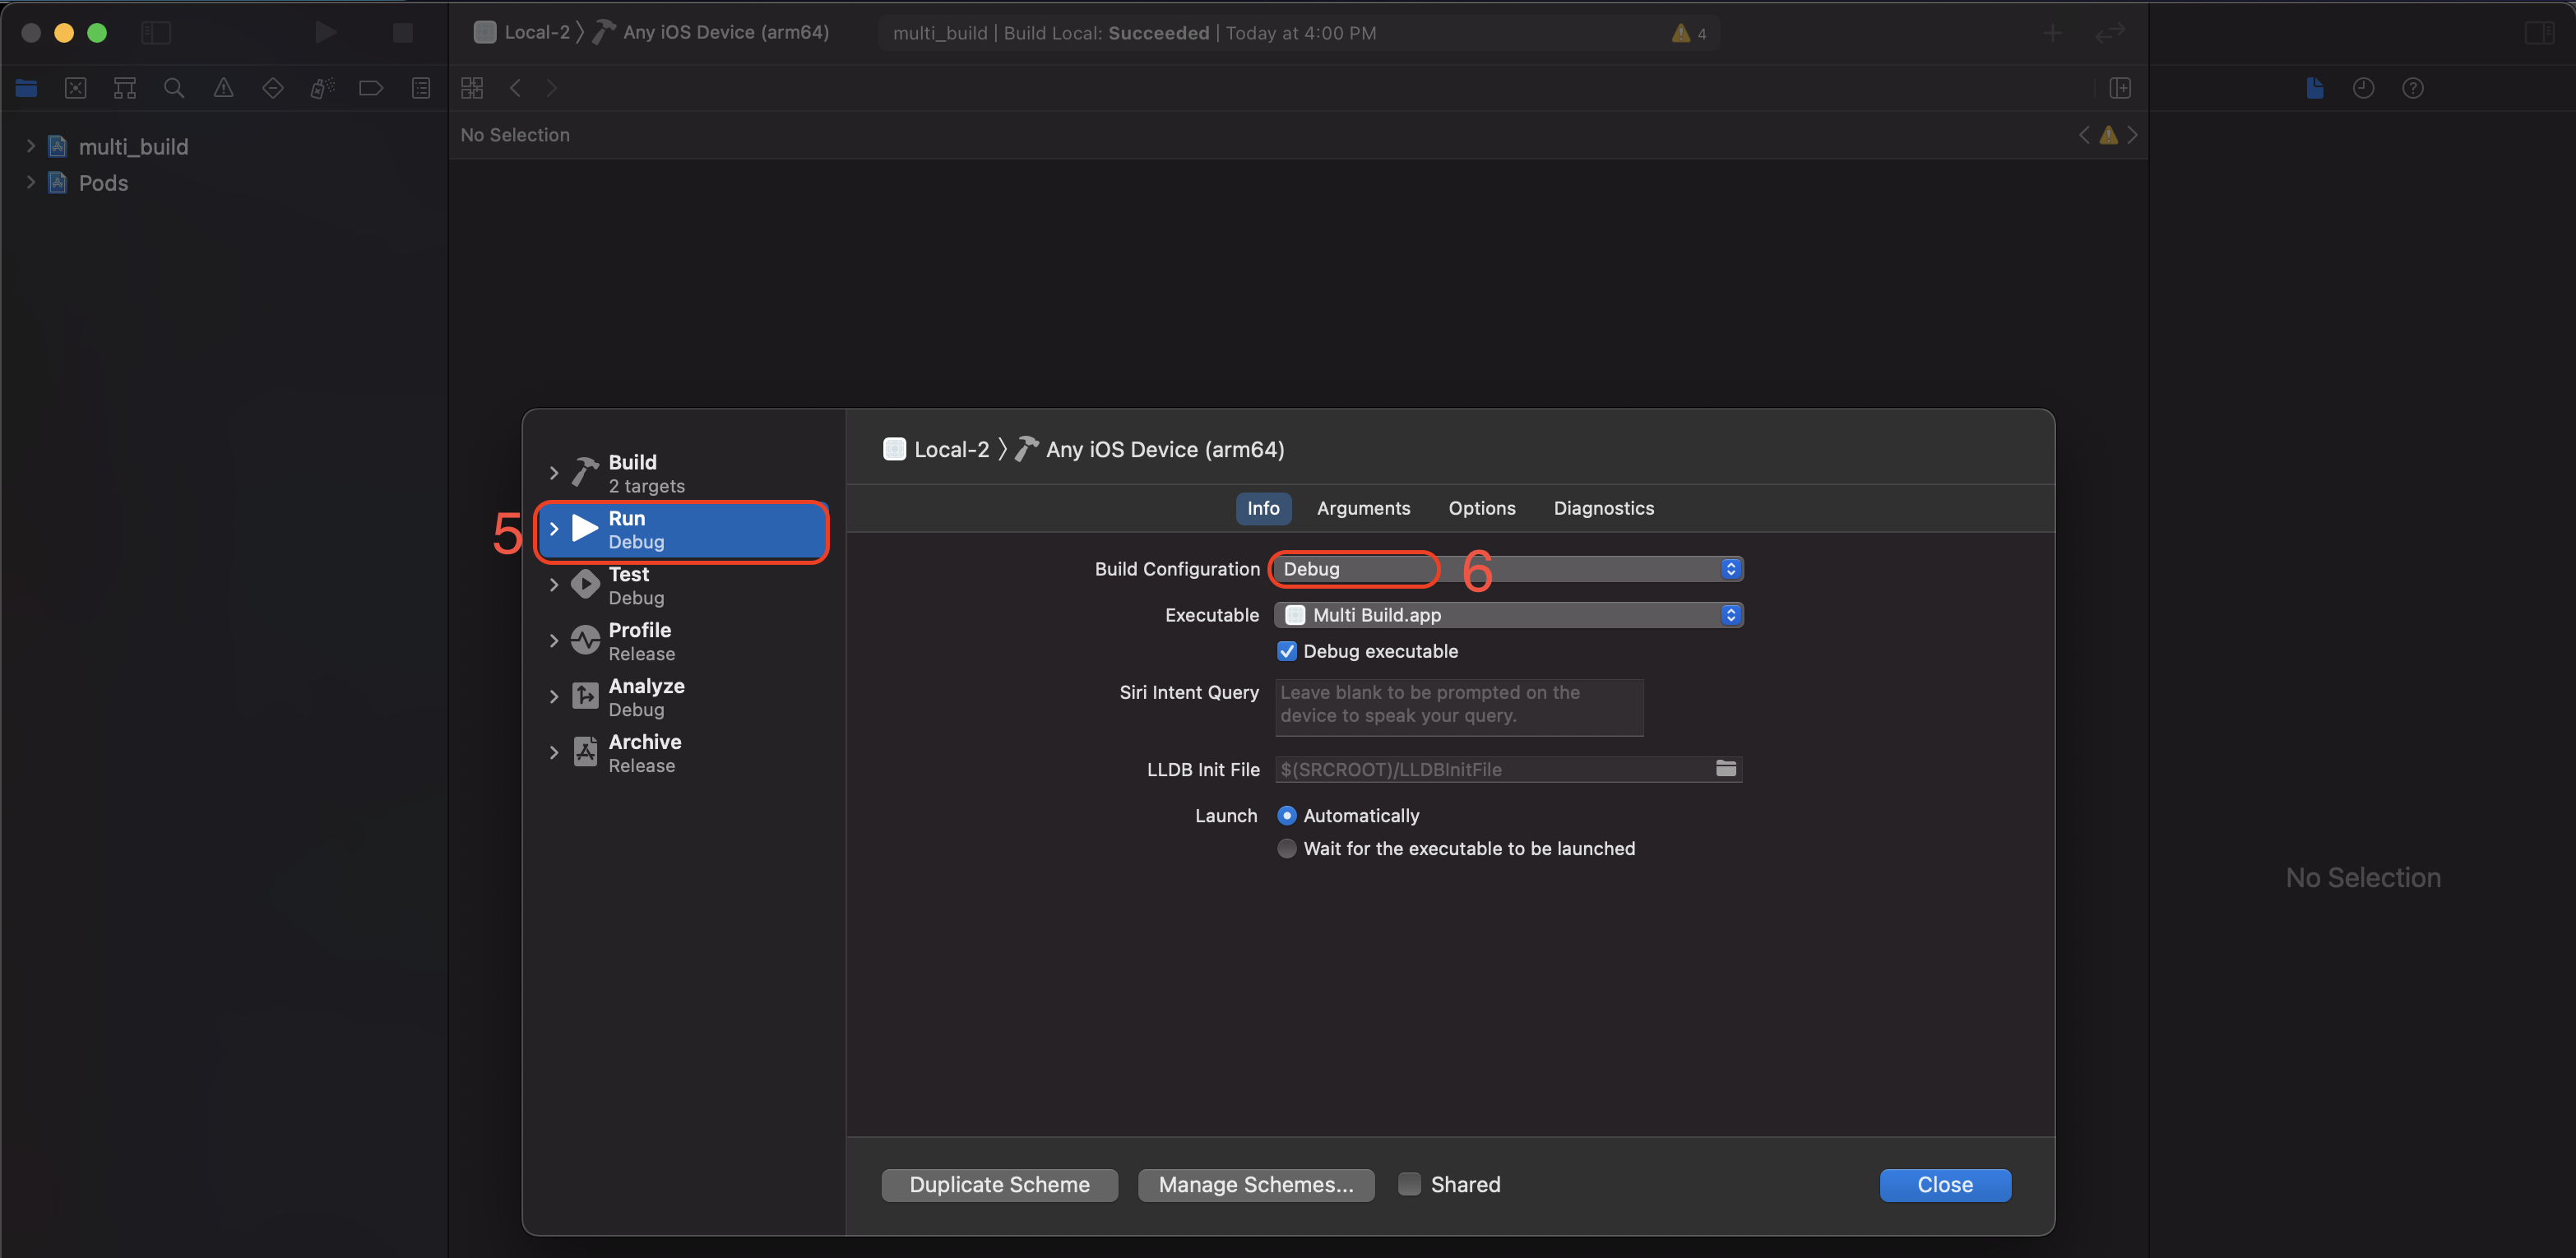 Local-2 〉 Any iOS Device (arm64)
multi_build | Build Local: Succeeded | Today at 4:00 PM
4
No Selection
multi_build
Pods
Build
2 targets
5
Run
Debug
Test
Debug
Profile
Release
Analyze
Debug
Archive
Release
Local-2 〉 Any iOS Device (arm64)
Info Arguments Options Diagnostics
Build Configuration Debug 6
Executable Multi Build.app
Debug executable
Siri Intent Query Leave blank to be prompted on the
device to speak your query.
LLDB Init File $(SRCROOT)/LLDBInitFile
Launch Automatically
Wait for the executable to be launched
Duplicate Scheme Manage Schemes... Shared Close
No Selection